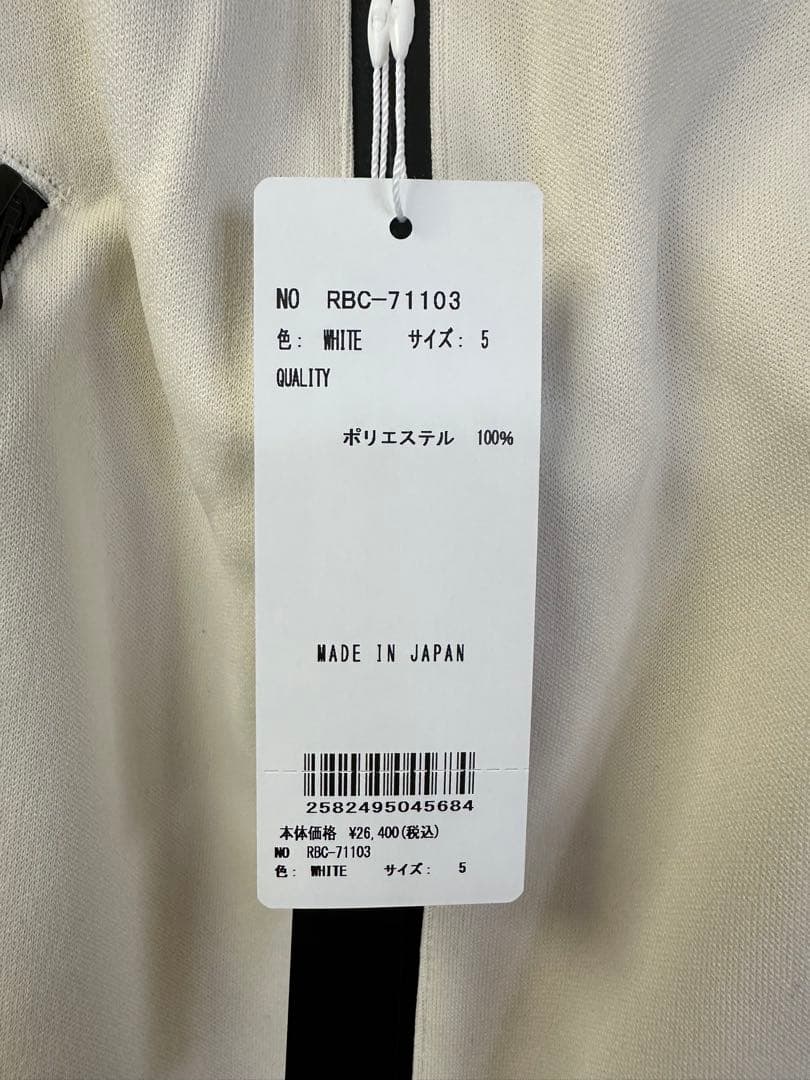 NO RBC-71103
色: WHITE サイズ: 5
QUALITY
ポリエステル 100%
MADE IN JAPAN
2582495045684
本体価格 ¥26,400(税込)
NO RBC-71103
色: WHITE サイズ: 5